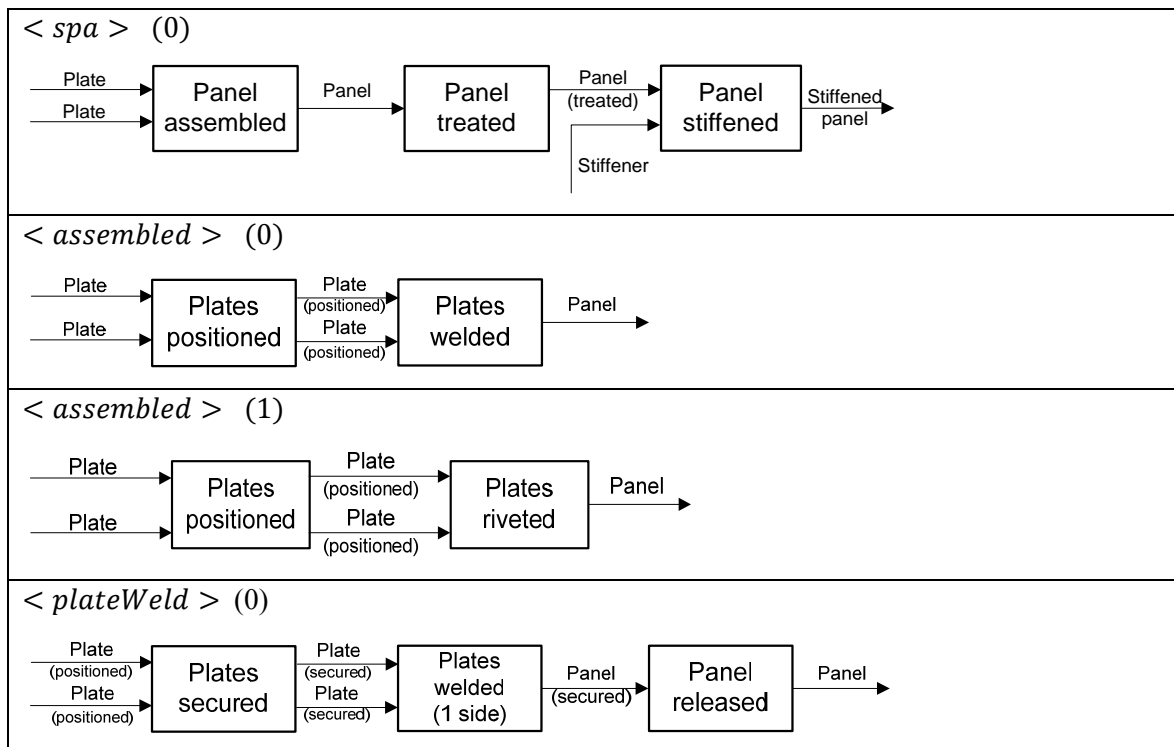 < spa > (0)
Plate
Plate
Panel
assembled
Panel
Panel
treated
Panel
(treated)
Stiffener
Panel
stiffened
Stiffened
panel
< assembled > (0)
Plate
Plate
Plates
positioned
Plate
(positioned)
Plate
(positioned)
Plates
welded
Panel
< assembled > (1)
Plate
Plate
Plates
positioned
Plate
(positioned)
Plate
(positioned)
Plates
riveted
Panel
< plateWeld > (0)
Plate
(positioned)
Plate
(positioned)
Plates
secured
Plate
(secured)
Plate
(secured)
Plates
welded
(1 side)
Panel
(secured)
Panel
released
Panel